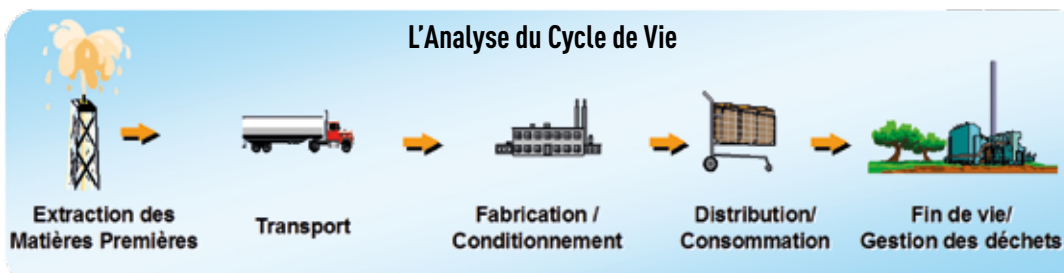 L'Analyse du Cycle de Vie
Extraction des
Matières Premières
Transport
Fabrication /
Conditionnement
Distribution/
Consommation
Fin de vie/
Gestion des déchets